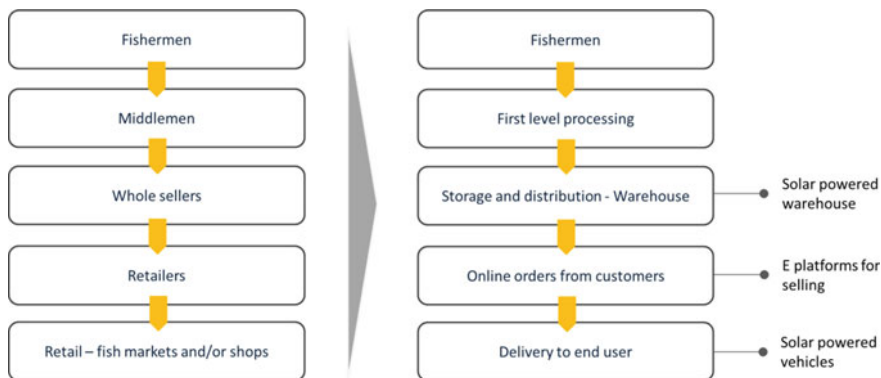 Fishermen
Middlemen
Whole sellers
Retailers
Retail – fish markets and/or shops
Fishermen
First level processing
Storage and distribution - Warehouse
Solar powered
warehouse
Online orders from customers
E platforms for
selling
Delivery to end user
Solar powered
vehicles